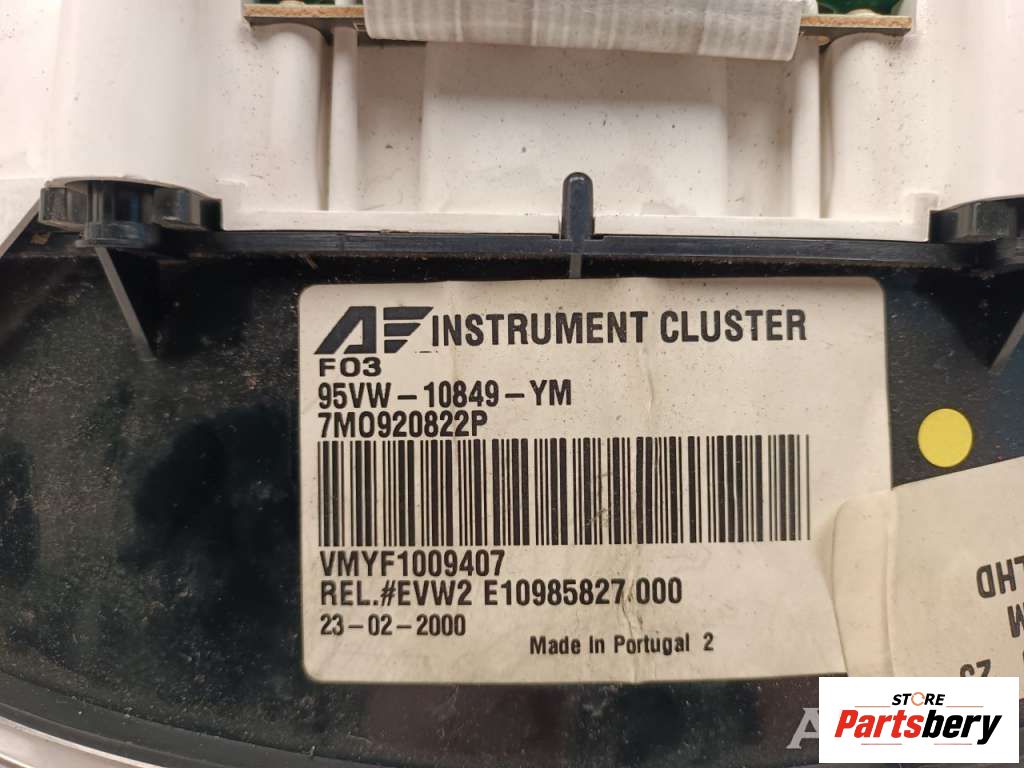 AF INSTRUMENT CLUSTER
F03
95VW-10849-YM
7M0920822P
VMYF1009407
REL.#EVW2 E10985827.000
23-02-2000
Made In Portugal 2
LHD
M
STORE
Partsbery